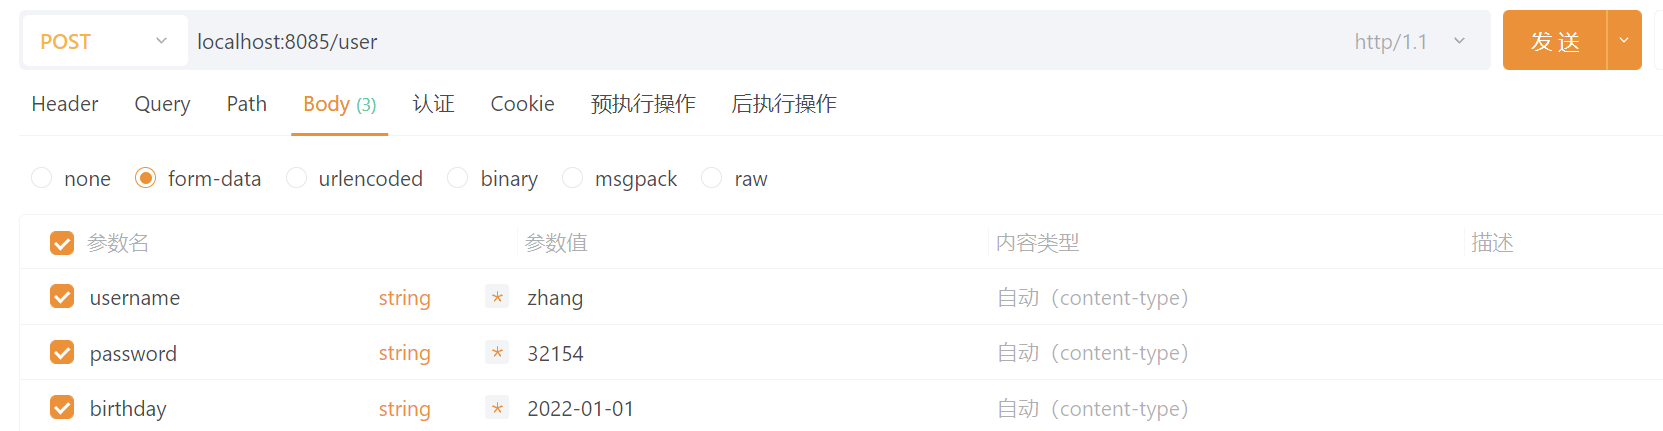 POST localhost:8085/user http/1.1 发 送
Header Query Path Body (3) 认证 Cookie 预执行操作 后执行操作
none form-data urlencoded binary msgpack raw
参数名 参数值 内容类型 描述
username string * zhang 自动（content-type）
password string * 32154 自动（content-type）
birthday string * 2022-01-01 自动（content-type）